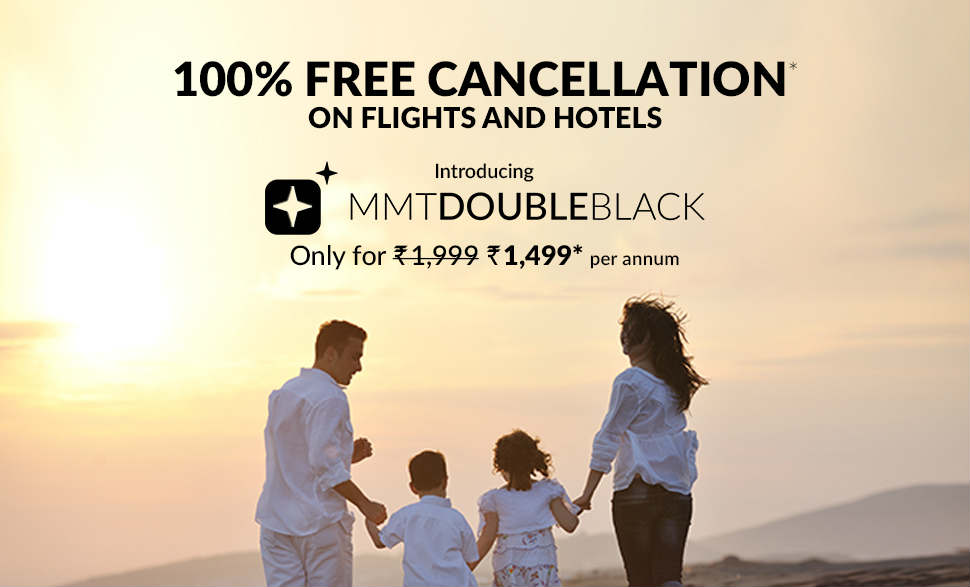 100% FREE CANCELLATION*
ON FLIGHTS AND HOTELS
Introducing
MMTDOUBLEBLACK
Only for ₹1,999 ₹1,499* per annum